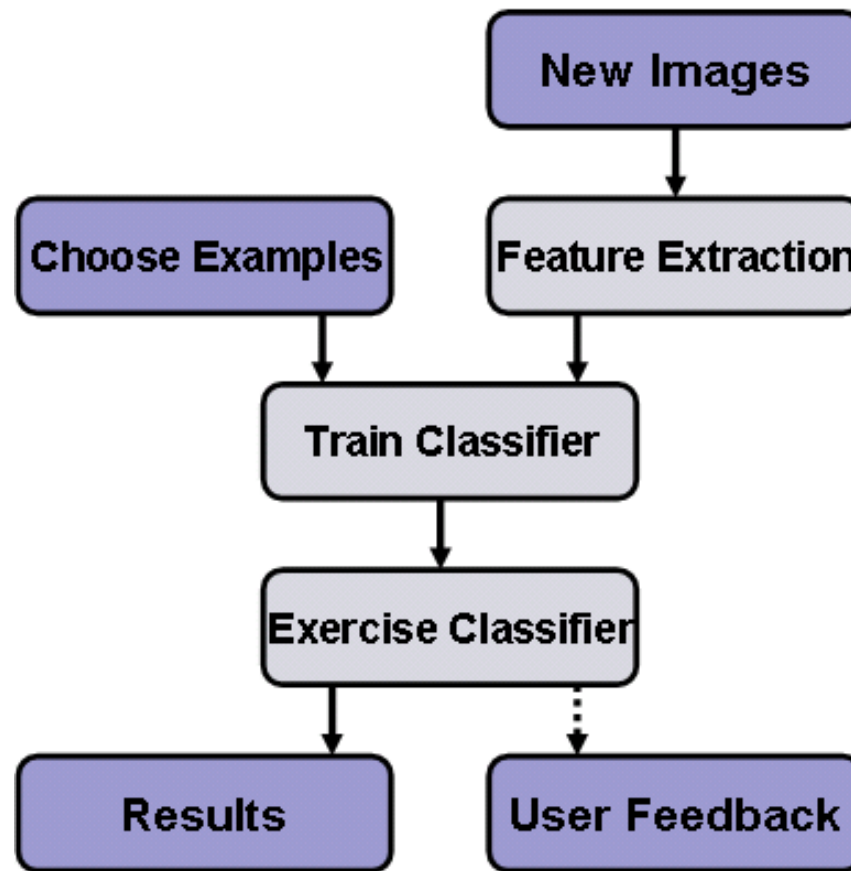 New Images
Choose Examples
Feature Extraction
Train Classifier
Exercise Classifier
Results
User Feedback